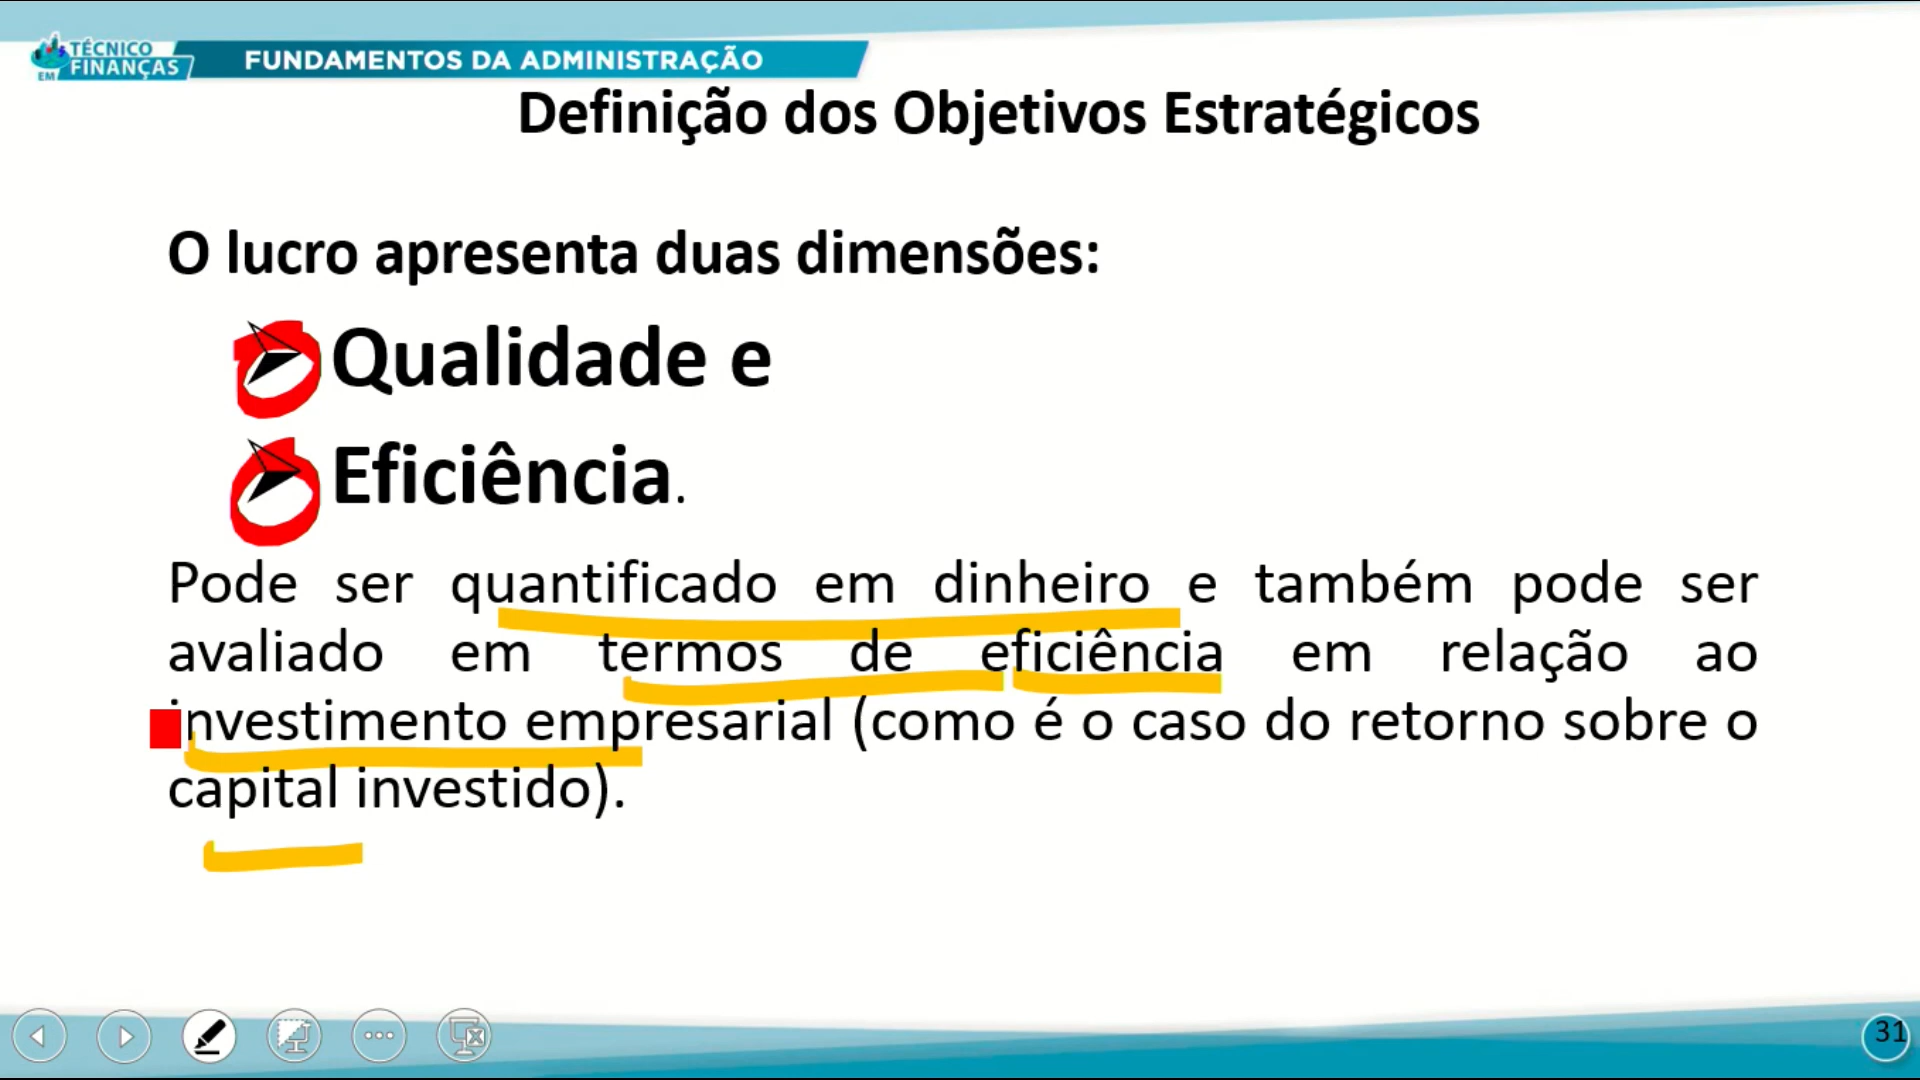 TÉCNICO
EM FINANÇAS
FUNDAMENTOS DA ADMINISTRAÇÃO
Definição dos Objetivos Estratégicos
O lucro apresenta duas dimensões:
Qualidade e
Eficiência.
Pode ser quantificado em dinheiro e também pode ser
avaliado em termos de eficiência em relação ao
investimento empresarial (como é o caso do retorno sobre o
capital investido).
31